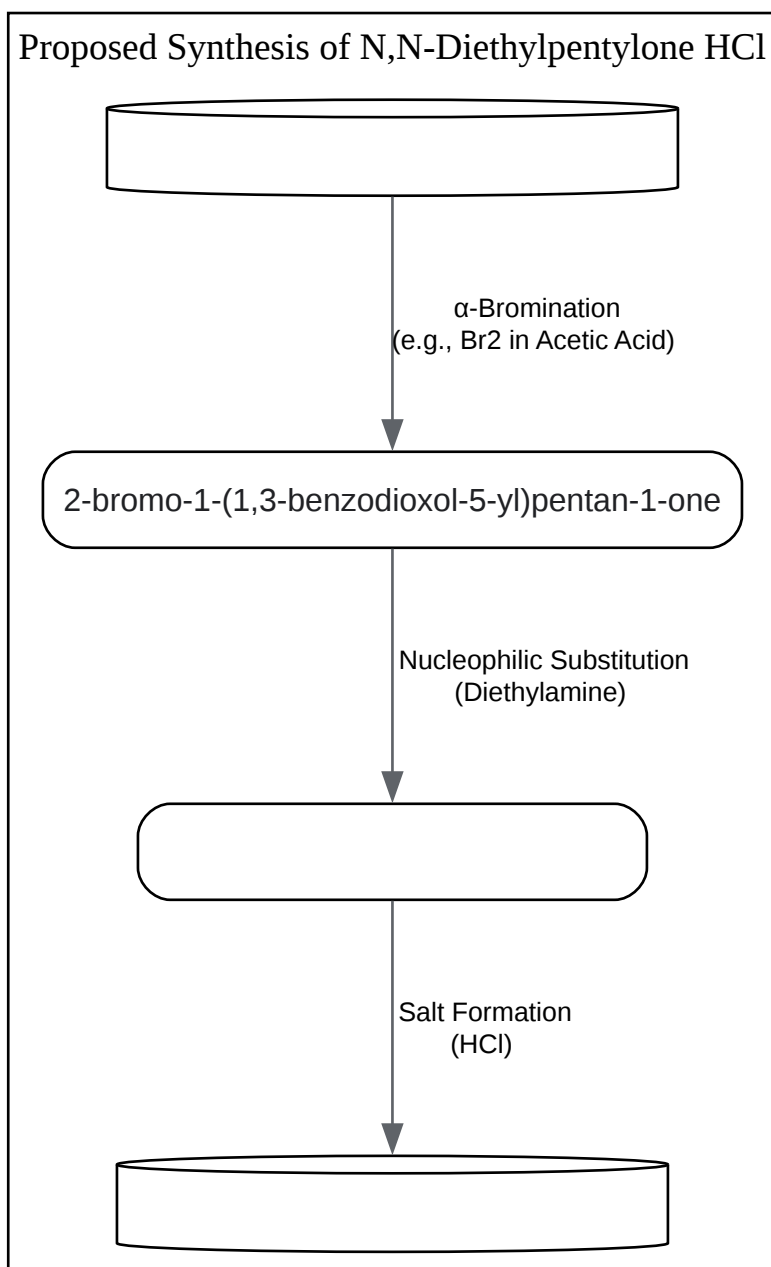 Proposed Synthesis of N,N-Diethylpentylone HCl
α-Bromination
(e.g., Br2 in Acetic Acid)
2-bromo-1-(1,3-benzodioxol-5-yl)pentan-1-one
Nucleophilic Substitution
(Diethylamine)
Salt Formation
(HCl)